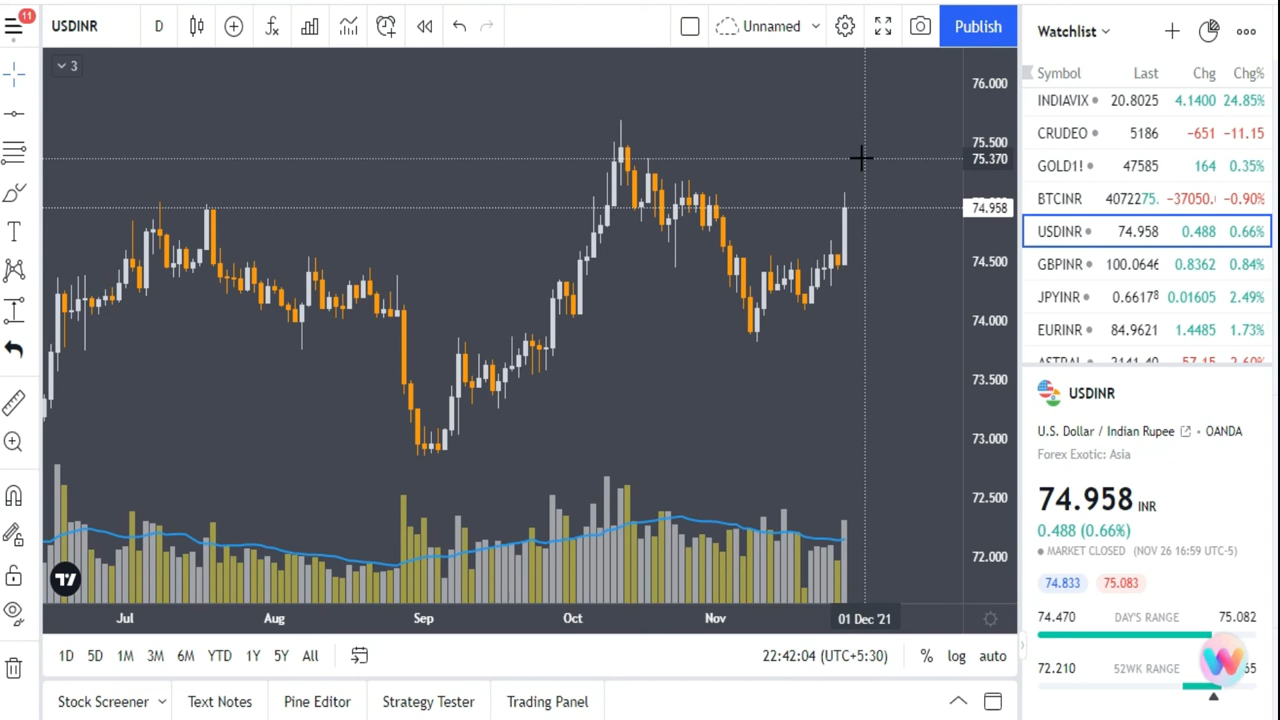 11
USDINR D Unnamed Publish
3
76.000
75.500
75.370
74.958
74.500
74.000
73.500
73.000
72.500
72.000
Jul Aug Sep Oct Nov 01 Dec '21
1D 5D 1M 3M 6M YTD 1Y 5Y All 22:42:04 (UTC+5:30) % log auto
Stock Screener Text Notes Pine Editor Strategy Tester Trading Panel
Watchlist
Symbol Last Chg Chg%
INDIAVIX 20.8025 4.1400 24.85%
CRUDEO 5186 −651 −11.15
GOLD1! 47585 164 0.35%
BTCINR 4072275. −37050. −0.90%
USDINR 74.958 0.488 0.66%
GBPINR 100.0646 0.8362 0.84%
JPYINR 0.66178 0.01605 2.49%
EURINR 84.9621 1.4485 1.73%
ASTRAL 2141.40 −57.15 −2.60%
USDINR
U.S. Dollar / Indian Rupee • OANDA
Forex Exotic: Asia
74.958 INR
0.488 (0.66%)
MARKET CLOSED (NOV 26 16:59 UTC-5)
74.833 75.083
74.470 DAY'S RANGE 75.082
72.210 52WK RANGE